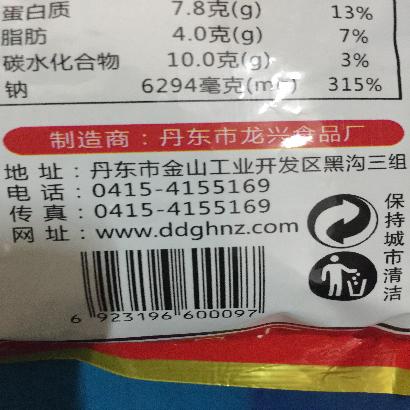 蛋白质 7.8克(g) 13%
脂肪 4.0克(g) 7%
碳水化合物 10.0克(g) 3%
钠 6294毫克(m 315%
制造商：丹东市龙兴食品厂
地 址：丹东市金山工业开发区黑沟三组
电 话：0415-4155169
传 真：0415-4155169
网 址：www.ddghnz.com
保持城市清洁
6 923196 600097